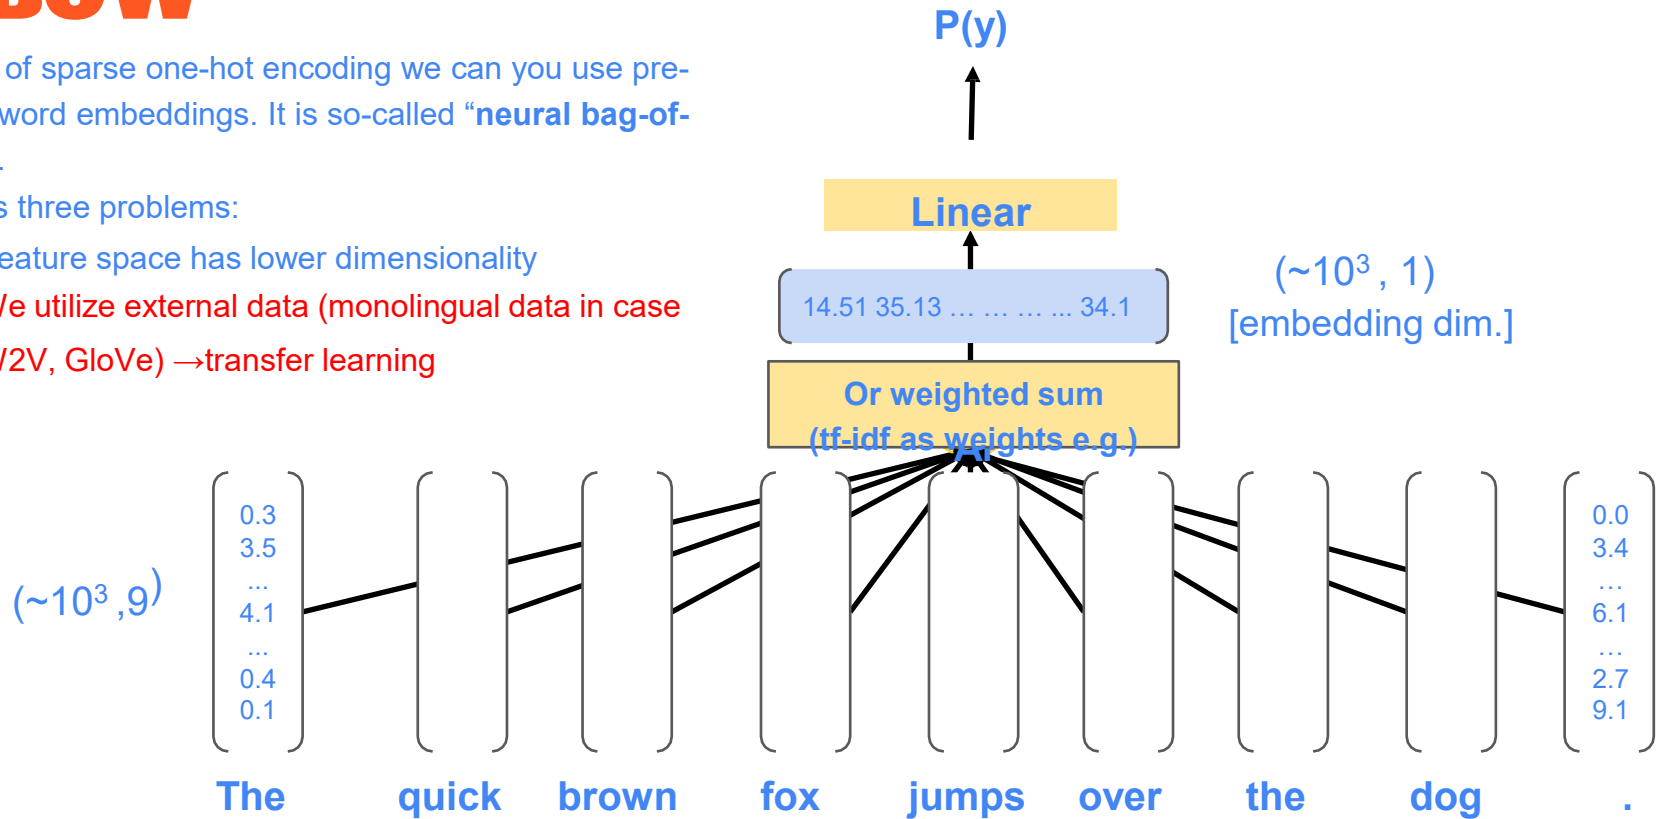 BOW
of sparse one-hot encoding we can you use pre-
word embeddings. It is so-called “neural bag-of-
.
s three problems:
eature space has lower dimensionality
We utilize external data (monolingual data in case
W2V, GloVe) →transfer learning
P(y)
Linear
14.51 35.13 … … … ... 34.1
(~10³ , 1)
[embedding dim.]
Or weighted sum
(tf-idf as weights e.g.)
(~10³ ,9)
0.3
3.5
...
4.1
...
0.4
0.1
0.0
3.4
…
6.1
…
2.7
9.1
The quick brown fox jumps over the dog .